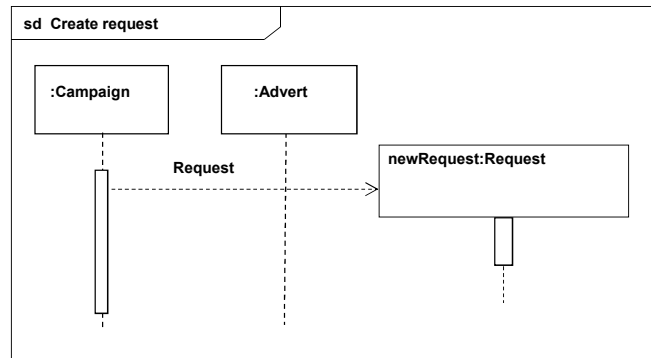 sd Create request
:Campaign
:Advert
Request
newRequest:Request